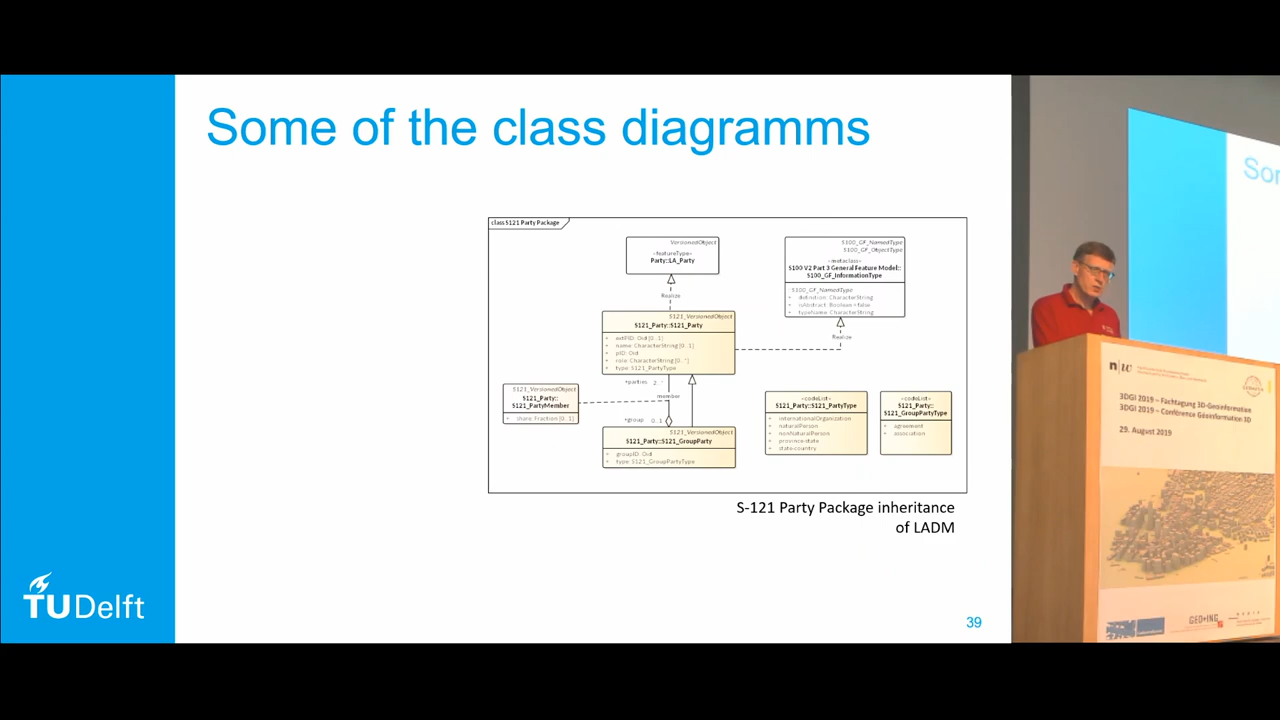 Some of the class diagramms
class S121 Party Package
VersionedObject
«featureType»
Party::LA_Party
Realize
S121_VersionedObject
S121_Party::S121_Party
+ extPID: Oid [0..1]
+ name: CharacterString [0..1]
+ pID: Oid
+ role: CharacterString [0..*]
+ type: S121_PartyType
S100_GF_NamedType
S100_GF_ObjectType
«metaclass»
S100 V2 Part 3 General Feature Model::
S100_GF_InformationType
::S100_GF_NamedType
+ definition: CharacterString
+ isAbstract: Boolean = false
+ typeName: CharacterString
Realize
S121_VersionedObject
S121_Party::
S121_PartyMember
+ share: Fraction [0..1]
+parties
member
0..1
S121_VersionedObject
S121_Party::S121_GroupParty
+ groupID: Oid
+ type: S121_GroupPartyType
«codeList»
S121_Party::S121_PartyType
+ internationalOrganization
+ naturalPerson
+ nonNaturalPerson
+ province-state
+ state-country
«codeList»
S121_Party::
S121_GroupPartyType
+ agreement
+ association
S-121 Party Package inheritance
of LADM
TUDelft
39
Sor
n|w
3DGI 2019 – Fachtagung 3D-Geoinformation
3DGI 2019 – Conférence Géoinformation 3D
29. August 2019
GEO+ING